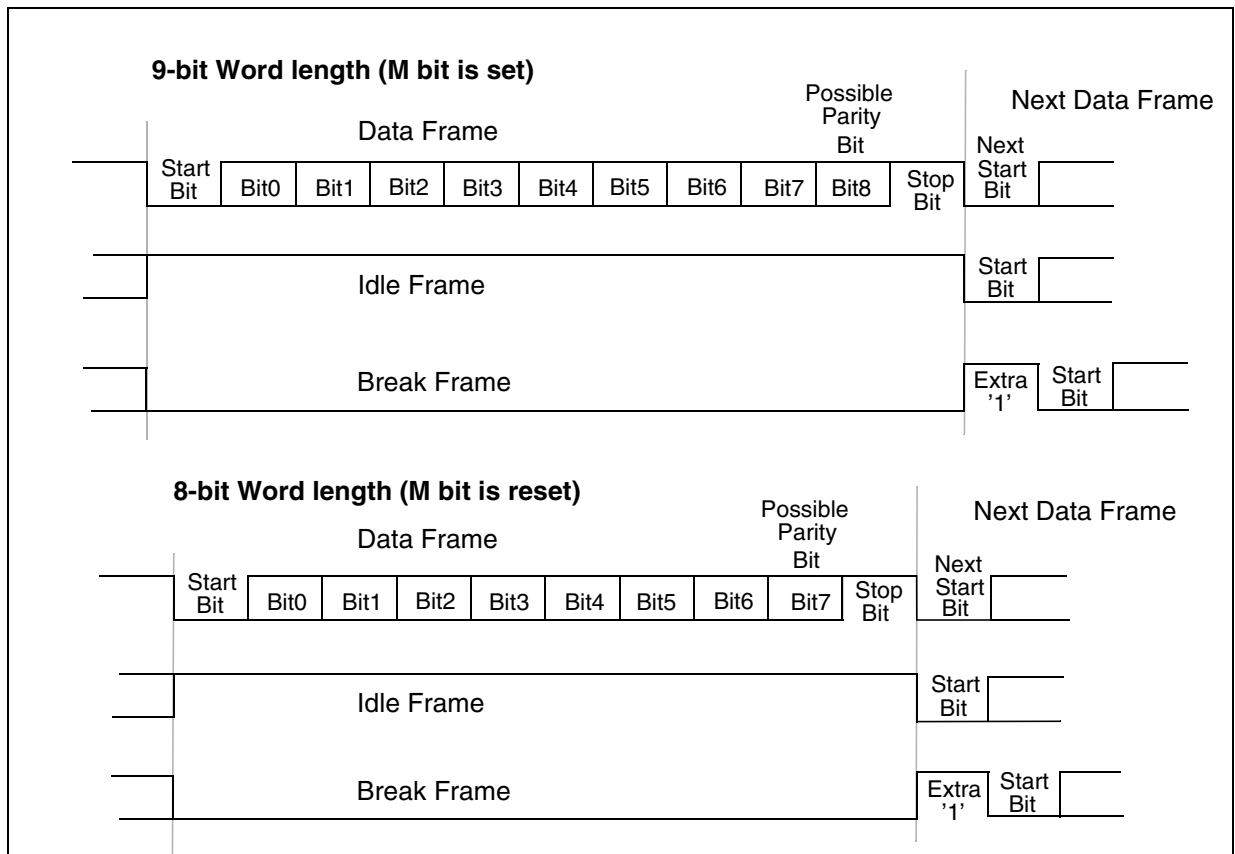 9-bit Word length (M bit is set)
Possible
Parity
Bit
Next Data Frame
Data Frame
Next
Start
Bit
Start
Bit
Bit0
Bit1
Bit2
Bit3
Bit4
Bit5
Bit6
Bit7
Bit8
Stop
Bit
Idle Frame
Start
Bit
Break Frame
Extra
'1'
Start
Bit
8-bit Word length (M bit is reset)
Possible
Parity
Bit
Next Data Frame
Data Frame
Next
Start
Bit
Start
Bit
Bit0
Bit1
Bit2
Bit3
Bit4
Bit5
Bit6
Bit7
Stop
Bit
Idle Frame
Start
Bit
Break Frame
Extra
'1'
Start
Bit